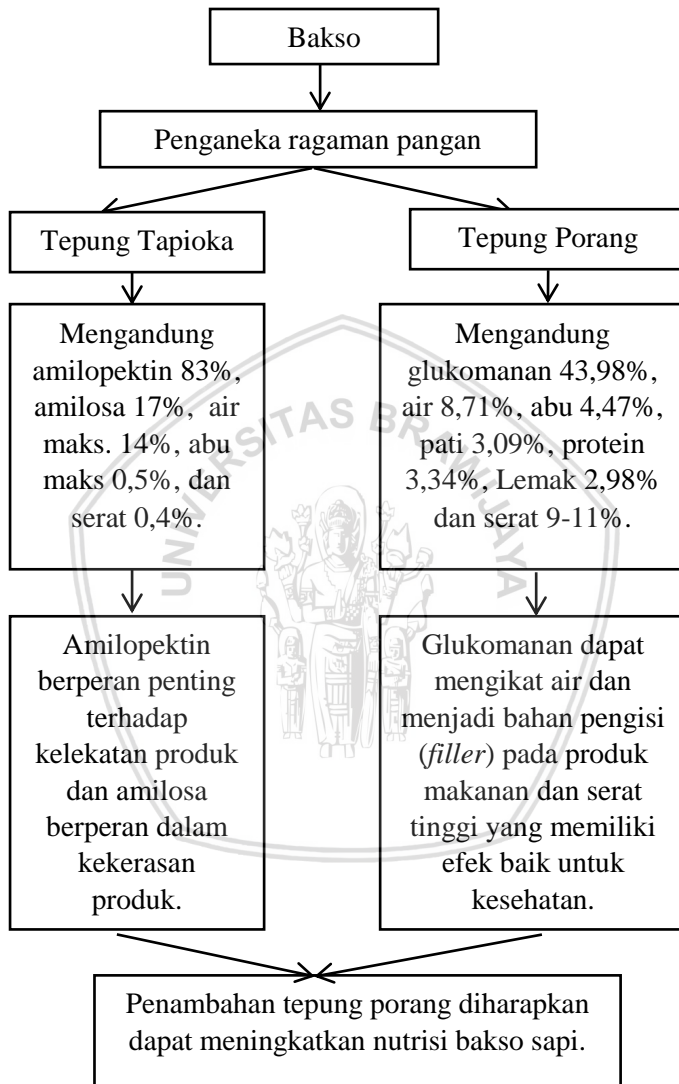 Bakso
Penganeka ragaman pangan
Tepung Tapioka
Tepung Porang
Mengandung
amilopektin 83%,
amilosa 17%, air
maks. 14%, abu
maks 0,5%, dan
serat 0,4%.
Mengandung
glukomanan 43,98%,
air 8,71%, abu 4,47%,
pati 3,09%, protein
3,34%, Lemak 2,98%
dan serat 9-11%.
UNIVERSITAS BRAWIJAYA
Amilopektin
berperan penting
terhadap
kelekatan produk
dan amilosa
berperan dalam
kekerasan
produk.
Glukomanan dapat
mengikat air dan
menjadi bahan pengisi
(filler) pada produk
makanan dan serat
tinggi yang memiliki
efek baik untuk
kesehatan.
Penambahan tepung porang diharapkan
dapat meningkatkan nutrisi bakso sapi.